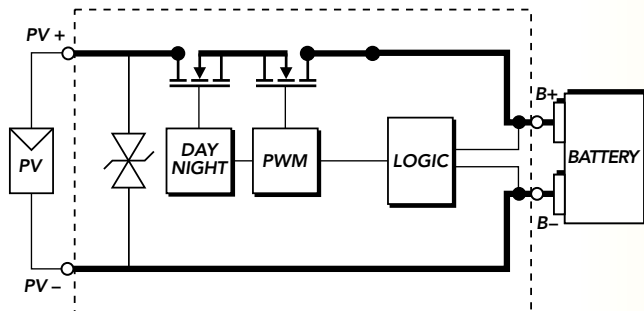 PV +
PV
DAY
NIGHT
PWM
LOGIC
B+
BATTERY
B–
PV –